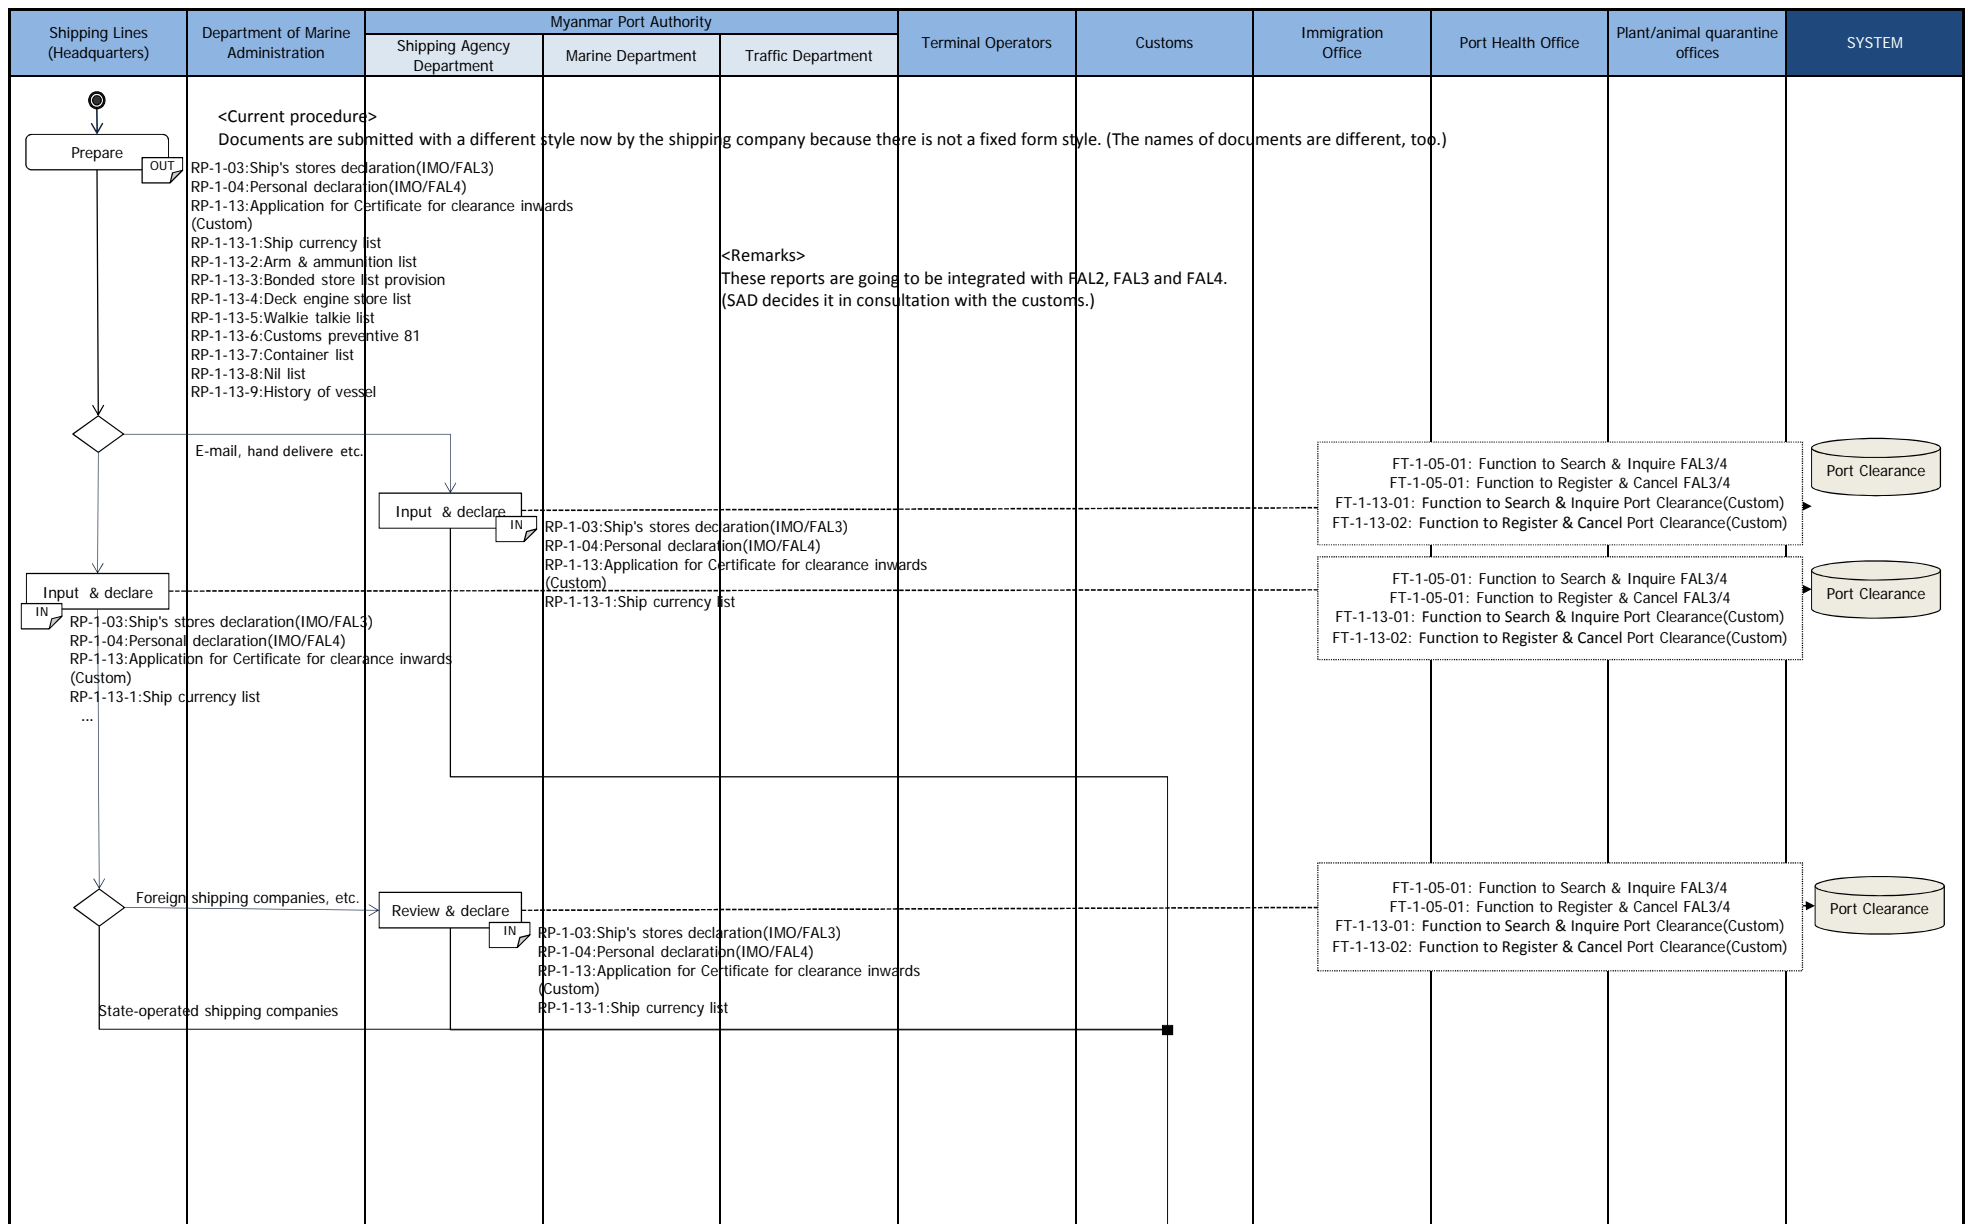 Shipping Lines
(Headquarters)
Department of Marine
Administration
Myanmar Port Authority
Shipping Agency
Department
Marine Department
Traffic Department
Terminal Operators
Customs
Immigration
Office
Port Health Office
Plant/animal quarantine
offices
SYSTEM
<Current procedure>
Documents are submitted with a different style now by the shipping company because there is not a fixed form style. (The names of documents are different, too.)
Prepare
OUT
RP-1-03:Ship's stores declaration(IMO/FAL3)
RP-1-04:Personal declaration(IMO/FAL4)
RP-1-13:Application for Certificate for clearance inwards
(Custom)
RP-1-13-1:Ship currency list
RP-1-13-2:Arm & ammunition list
RP-1-13-3:Bonded store list provision
RP-1-13-4:Deck engine store list
RP-1-13-5:Walkie talkie list
RP-1-13-6:Customs preventive 81
RP-1-13-7:Container list
RP-1-13-8:Nil list
RP-1-13-9:History of vessel
<Remarks>
These reports are going to be integrated with FAL2, FAL3 and FAL4.
(SAD decides it in consultation with the customs.)
E-mail, hand delivere etc.
Input & declare
IN
RP-1-03:Ship's stores declaration(IMO/FAL3)
RP-1-04:Personal declaration(IMO/FAL4)
RP-1-13:Application for Certificate for clearance inwards
(Custom)
RP-1-13-1:Ship currency list
FT-1-05-01: Function to Search & Inquire FAL3/4
FT-1-05-01: Function to Register & Cancel FAL3/4
FT-1-13-01: Function to Search & Inquire Port Clearance(Custom)
FT-1-13-02: Function to Register & Cancel Port Clearance(Custom)
Port Clearance
Input & declare
IN
RP-1-03:Ship's stores declaration(IMO/FAL3)
RP-1-04:Personal declaration(IMO/FAL4)
RP-1-13:Application for Certificate for clearance inwards
(Custom)
RP-1-13-1:Ship currency list
...
FT-1-05-01: Function to Search & Inquire FAL3/4
FT-1-05-01: Function to Register & Cancel FAL3/4
FT-1-13-01: Function to Search & Inquire Port Clearance(Custom)
FT-1-13-02: Function to Register & Cancel Port Clearance(Custom)
Port Clearance
Foreign shipping companies, etc.
Review & declare
IN
RP-1-03:Ship's stores declaration(IMO/FAL3)
RP-1-04:Personal declaration(IMO/FAL4)
RP-1-13:Application for Certificate for clearance inwards
(Custom)
RP-1-13-1:Ship currency list
FT-1-05-01: Function to Search & Inquire FAL3/4
FT-1-05-01: Function to Register & Cancel FAL3/4
FT-1-13-01: Function to Search & Inquire Port Clearance(Custom)
FT-1-13-02: Function to Register & Cancel Port Clearance(Custom)
Port Clearance
State-operated shipping companies